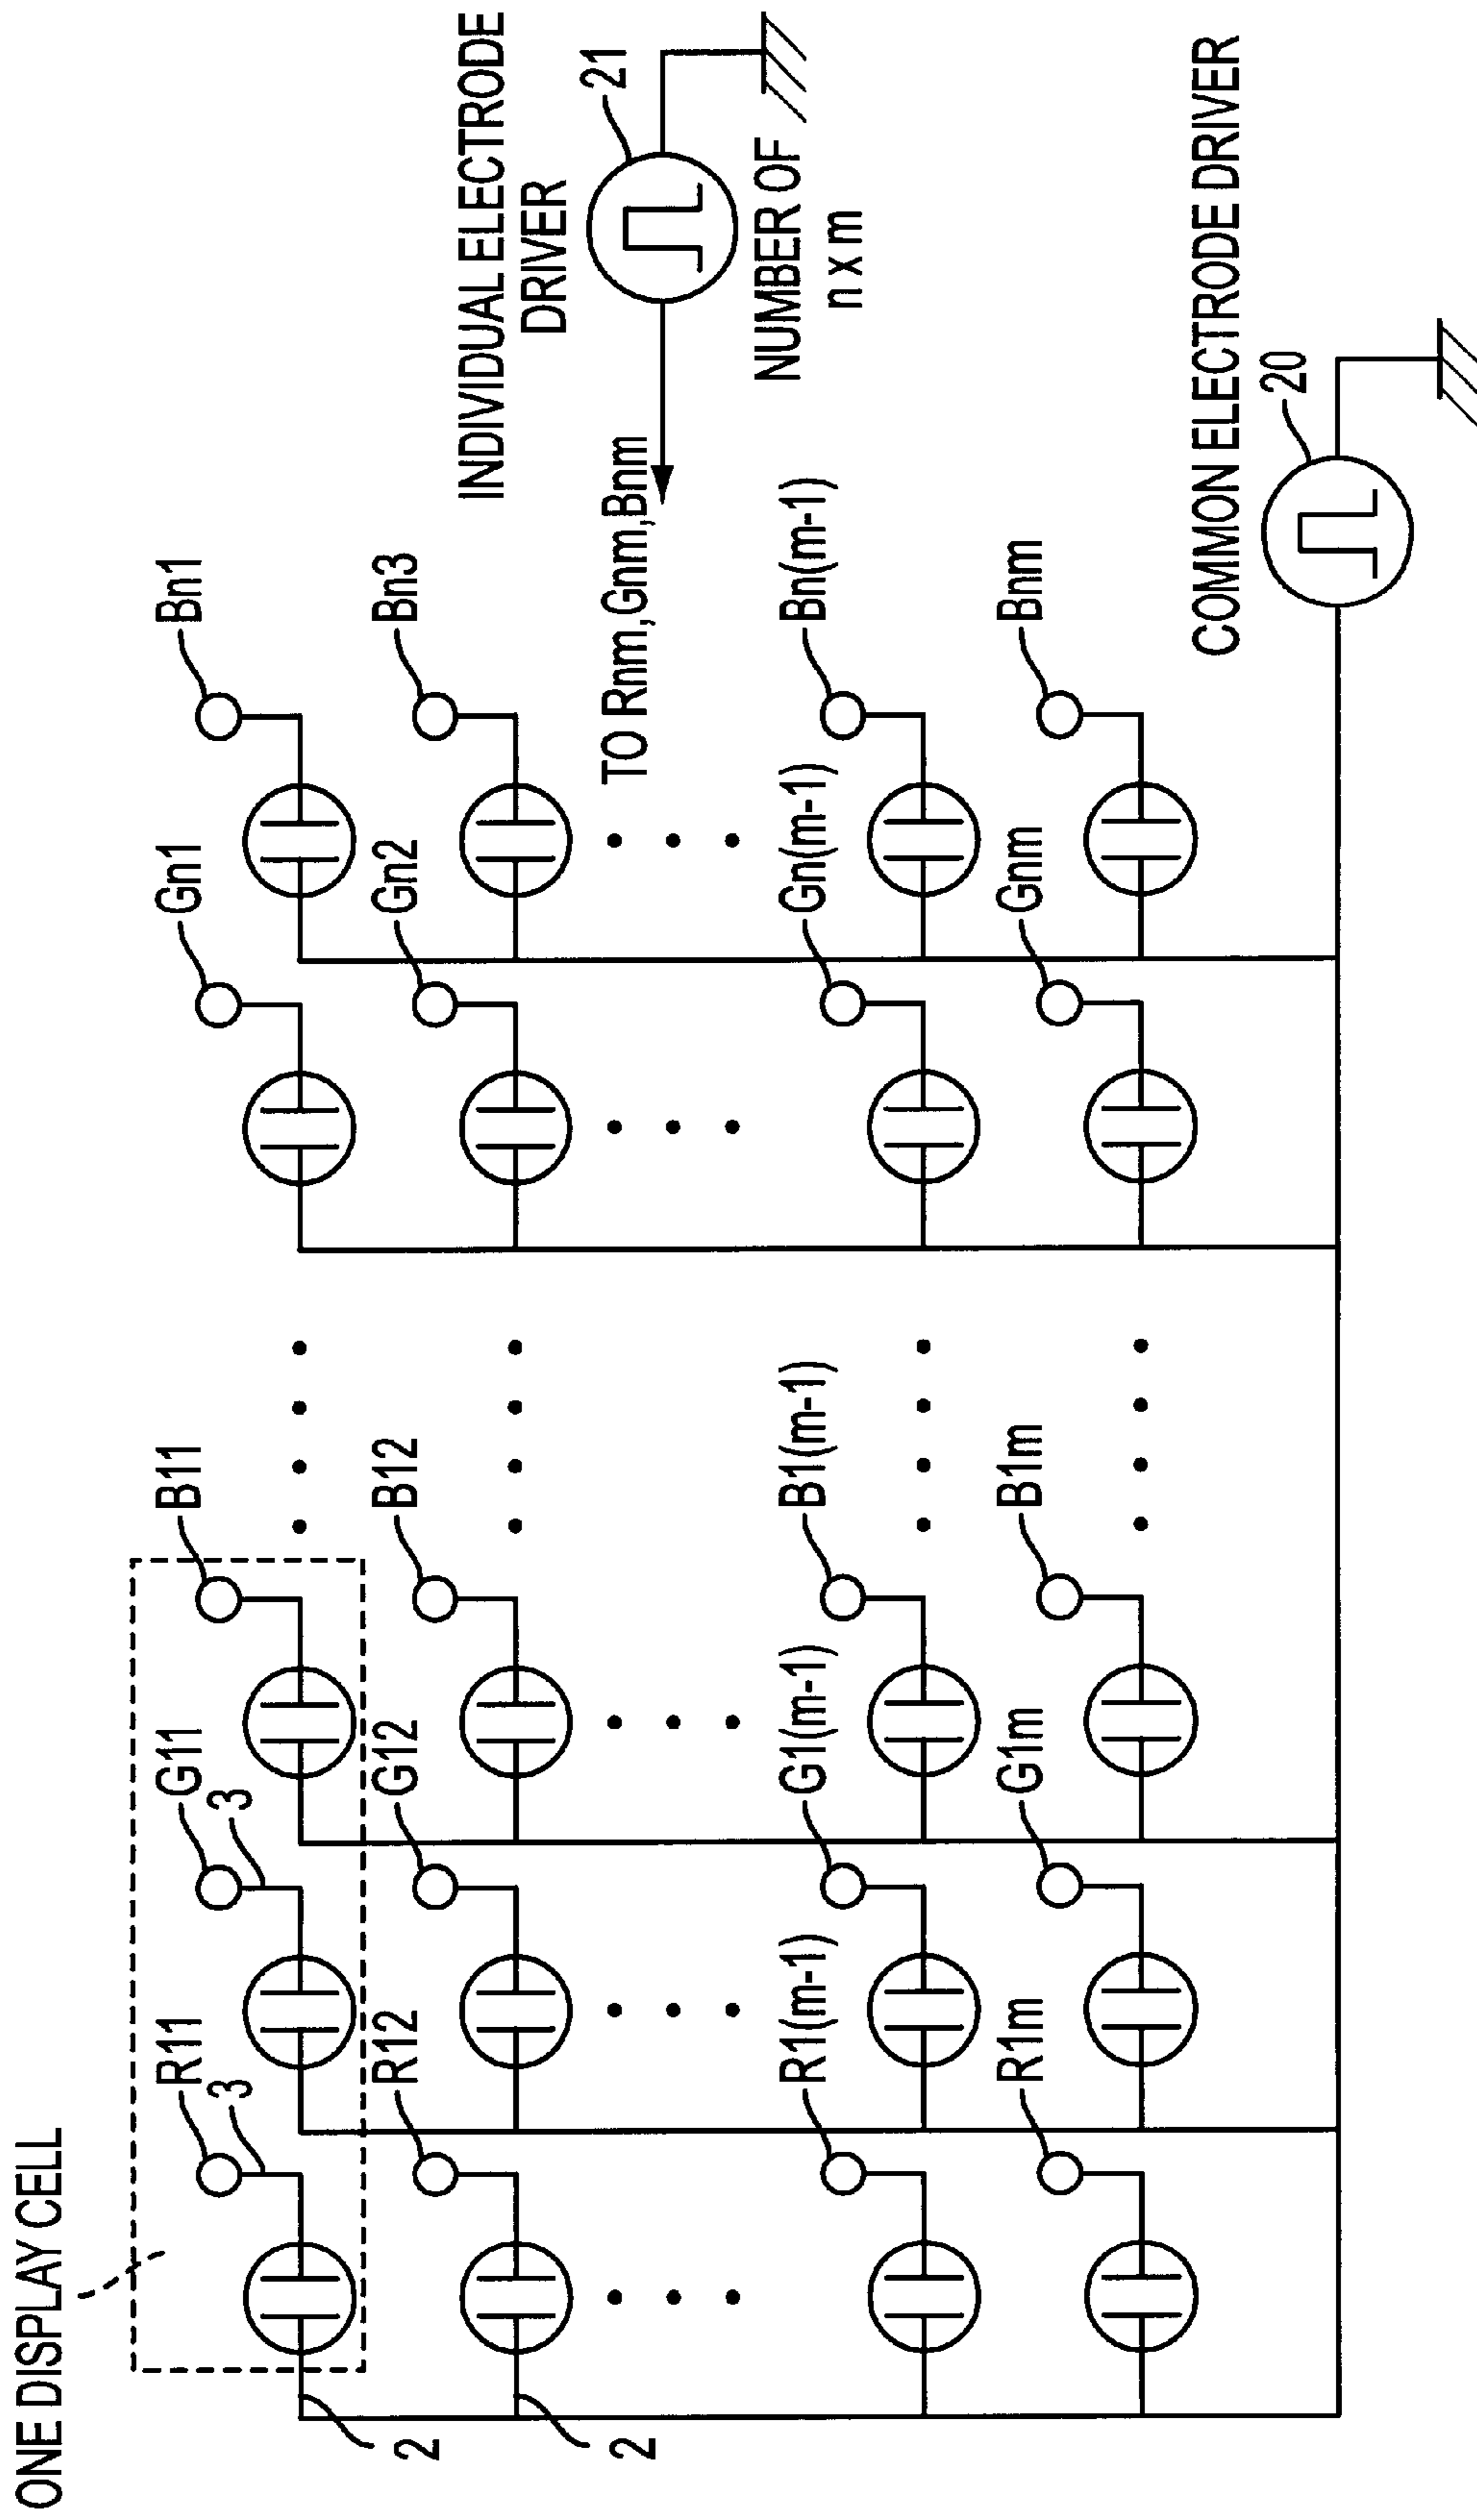 ONE DISPLAY CELL
R11
G11
B11
Gn1
Bn1
3
3
R12
G12
B12
Gn2
Bn3
2
2
INDIVIDUAL ELECTRODE
DRIVER
21
TO Rnm,Gnm,Bnm
NUMBER OF
n x m
R1(m-1)
G1(m-1)
B1(m-1)
Gn(m-1)
Bn(m-1)
R1m
G1m
B1m
Gnm
Bnm
COMMON ELECTRODE DRIVER
20